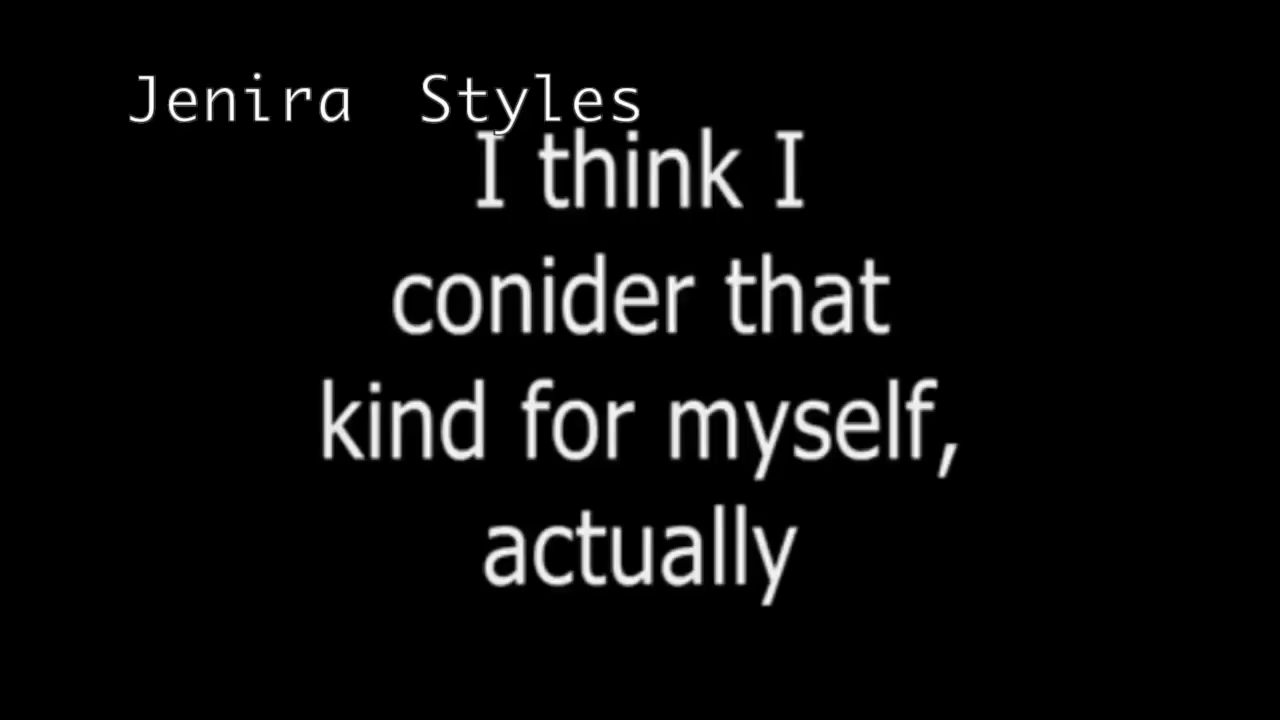 Jenira Styles
I think I
conider that
kind for myself,
actually